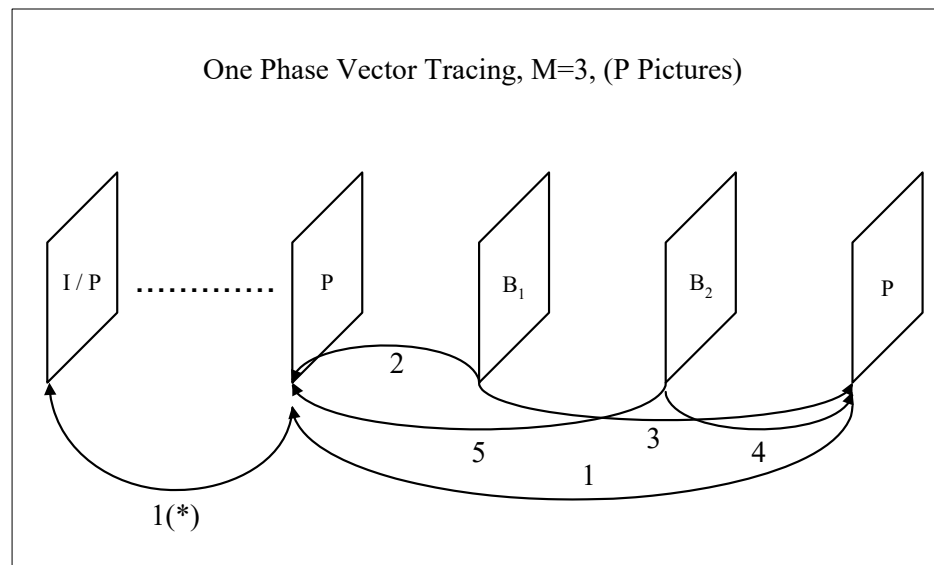 One Phase Vector Tracing, M=3, (P Pictures)
I / P
.............
P
B₁
B₂
P
2
5
3
4
1
1(*)